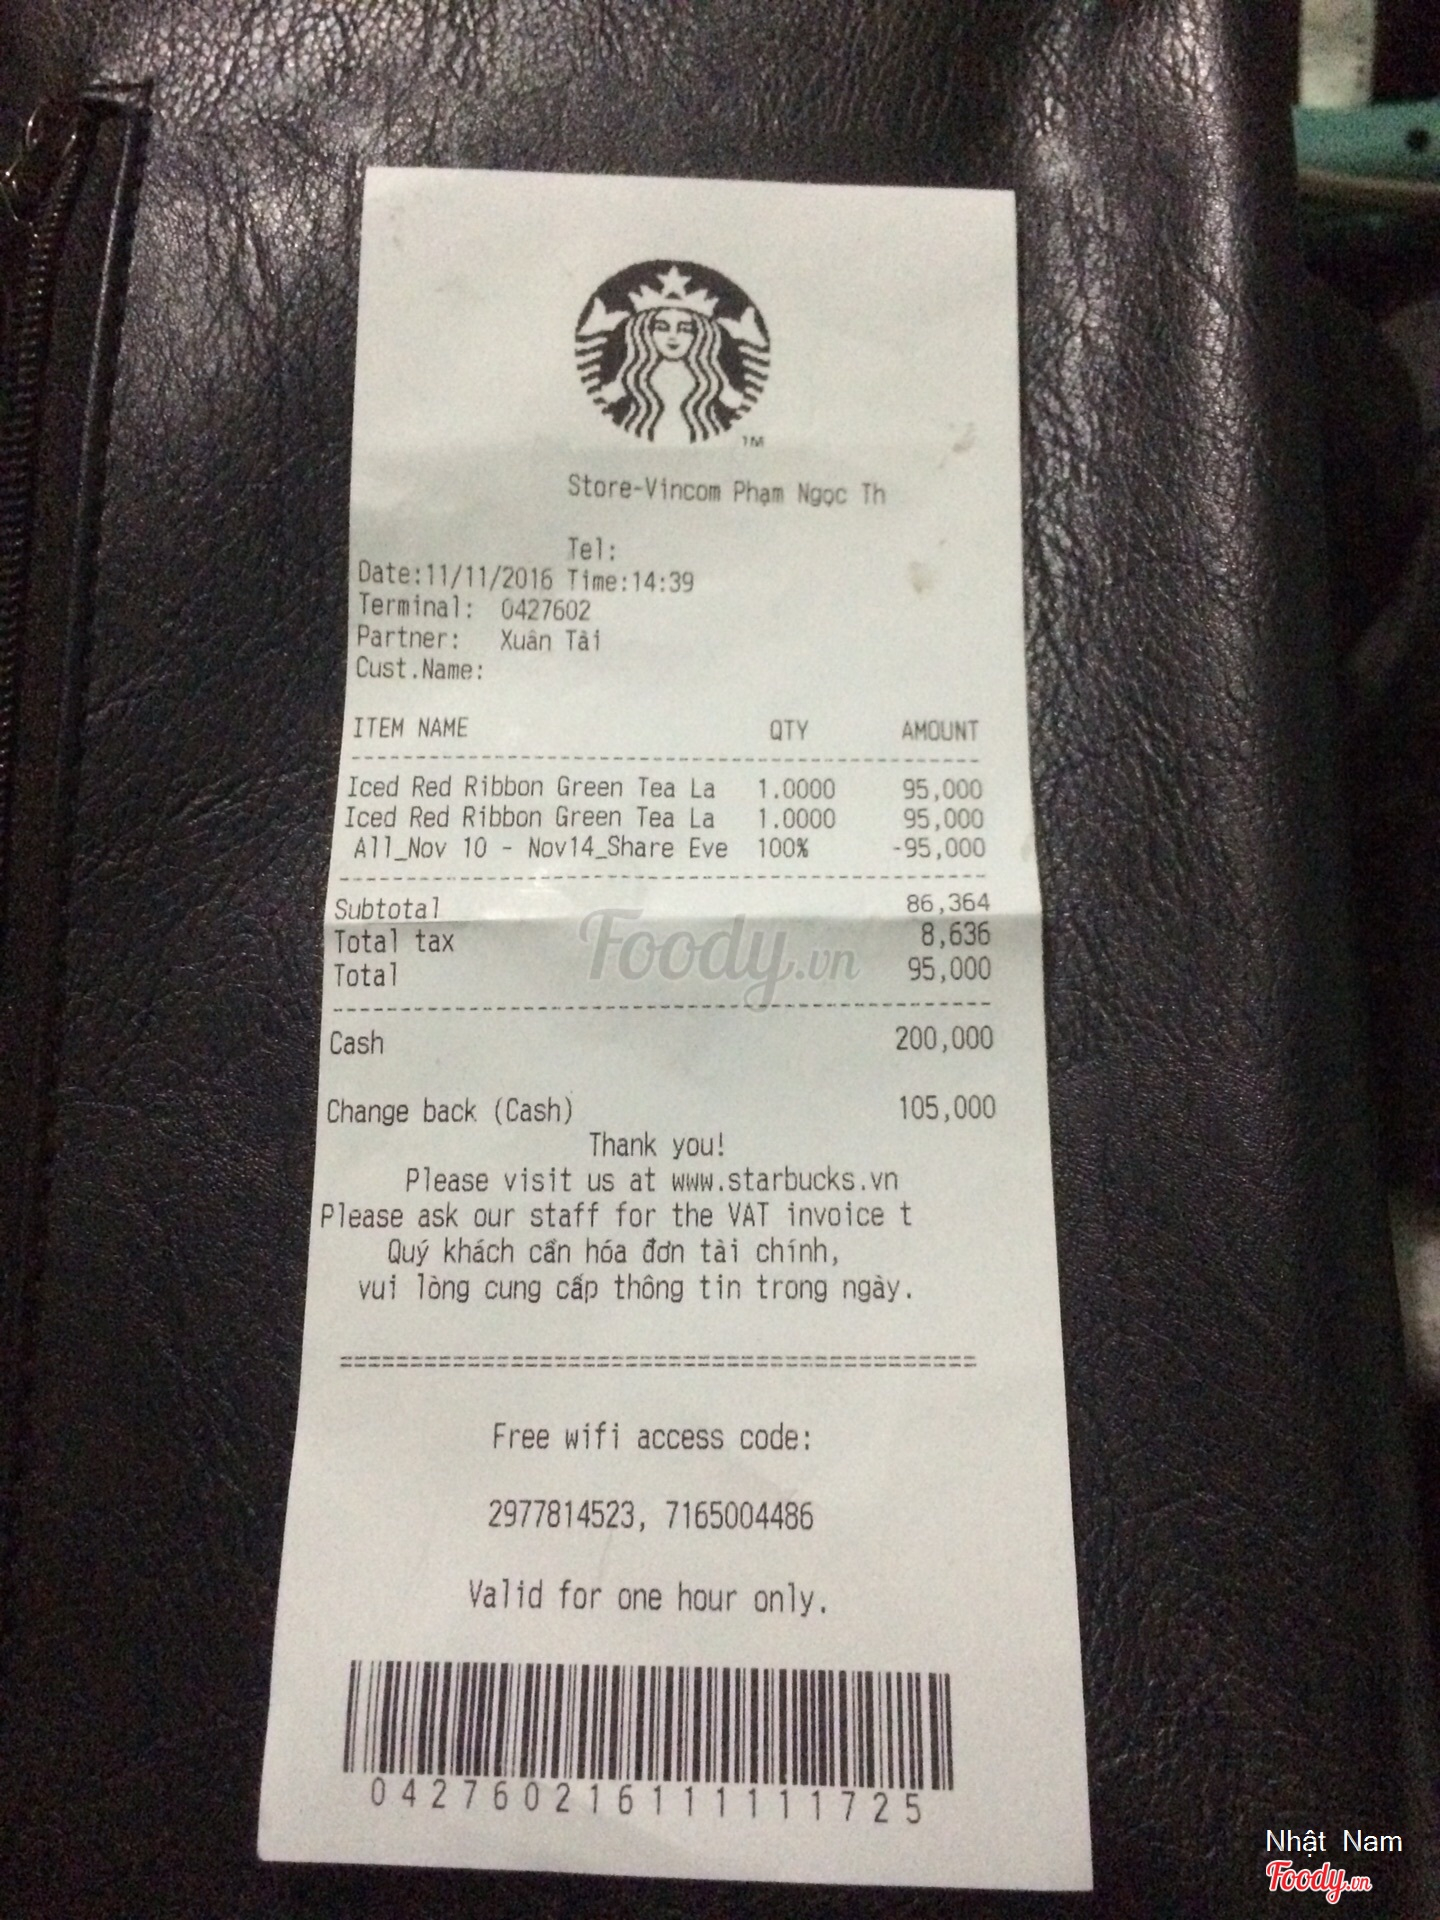 TM
Store-Vincom Phạm Ngọc Th
Tel:
Date:11/11/2016 Time:14:39
Terminal: 0427602
Partner: Xuân Tài
Cust.Name:
ITEM NAME QTY AMOUNT
Iced Red Ribbon Green Tea La 1.0000 95,000
Iced Red Ribbon Green Tea La 1.0000 95,000
All_Nov 10 - Nov14_Share Eve 100% -95,000
Subtotal 86,364
Total tax 8,636
Total 95,000
Foody.vn
Cash 200,000
Change back (Cash) 105,000
Thank you!
Please visit us at www.starbucks.vn
Please ask our staff for the VAT invoice t
Quý khách cần hóa đơn tài chính,
vui lòng cung cấp thông tin trong ngày.
Free wifi access code:
2977814523, 7165004486
Valid for one hour only.
0427602161111111725
Nhật Nam
Foody.vn